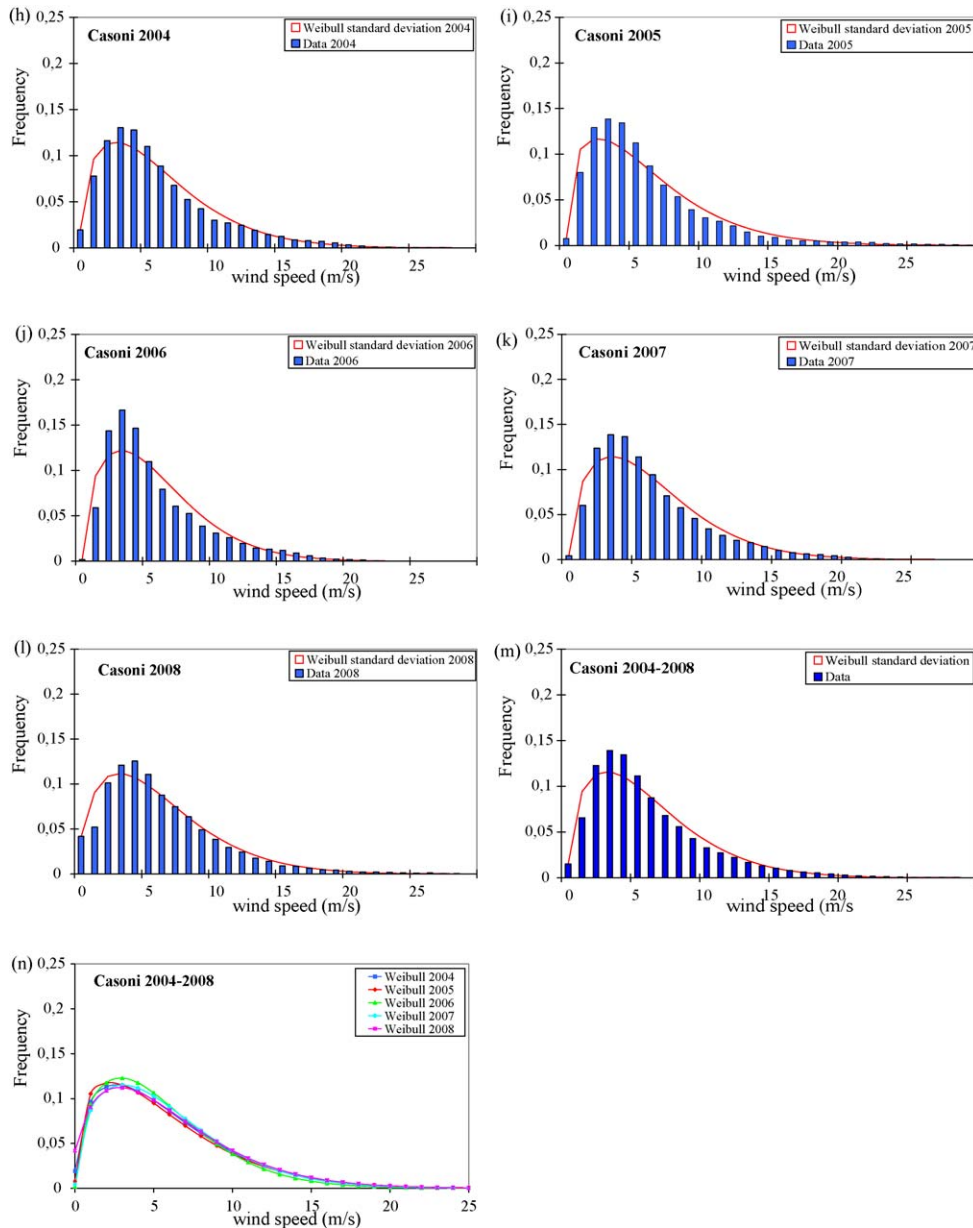 (h)
0,25
0,2
0,15
0,1
0,05
0
Frequency
Casoni 2004
Weibull standard deviation 2004
Data 2004
0 5 10 15 20 25
wind speed (m/s)
(i)
0,25
0,2
0,15
0,1
0,05
0
Frequency
Casoni 2005
Weibull standard deviation 2005
Data 2005
0 5 10 15 20 25
wind speed (m/s)
(j)
0,25
0,2
0,15
0,1
0,05
0
Frequency
Casoni 2006
Weibull standard deviation 2006
Data 2006
0 5 10 15 20 25
wind speed (m/s)
(k)
0,25
0,2
0,15
0,1
0,05
0
Frequency
Casoni 2007
Weibull standard deviation 2007
Data 2007
0 5 10 15 20 25
wind speed (m/s)
(l)
0,25
0,2
0,15
0,1
0,05
0
Frequency
Casoni 2008
Weibull standard deviation 2008
Data 2008
0 5 10 15 20 25
wind speed (m/s)
(m)
0,25
0,2
0,15
0,1
0,05
0
Frequency
Casoni 2004-2008
Weibull standard deviation
Data
0 5 10 15 20 25
wind speed (m/s
(n)
0,25
0,2
0,15
0,1
0,05
0
Frequency
Casoni 2004-2008
Weibull 2004
Weibull 2005
Weibull 2006
Weibull 2007
Weibull 2008
0 5 10 15 20 25
wind speed (m/s)